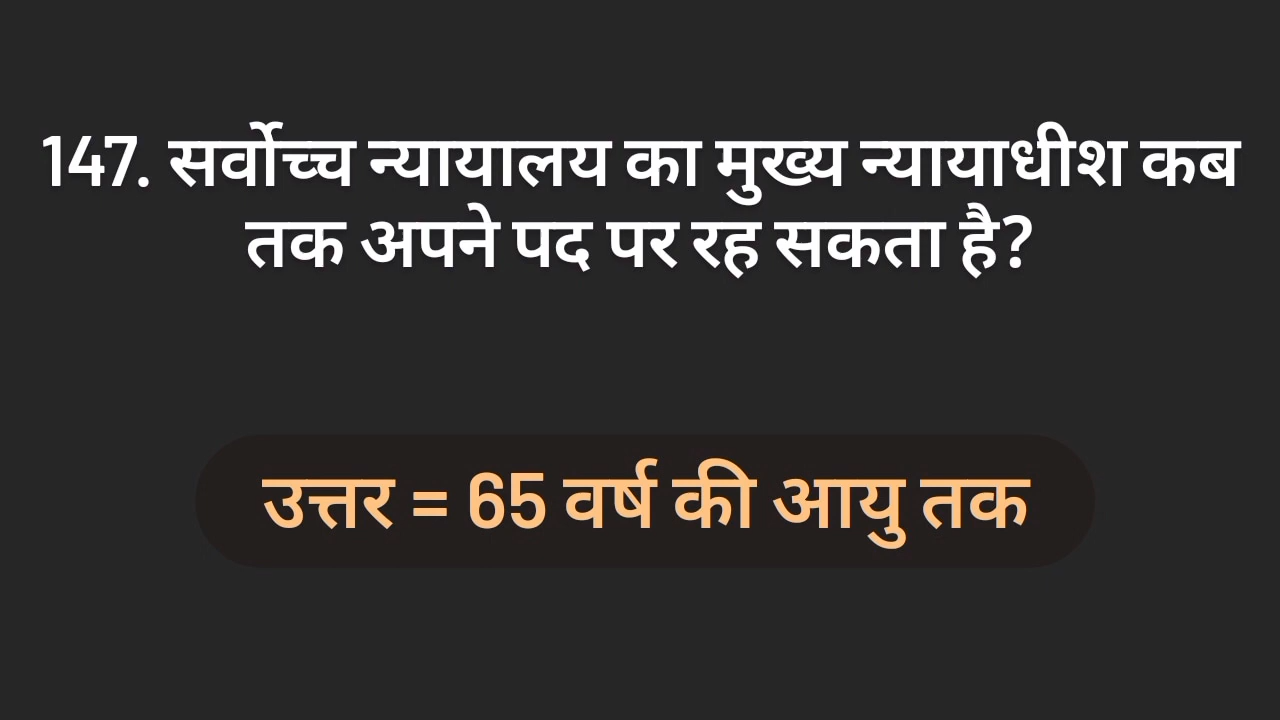 147. सर्वोच्च न्यायालय का मुख्य न्यायाधीश कब
तक अपने पद पर रह सकता है?
उत्तर = 65 वर्ष की आयु तक